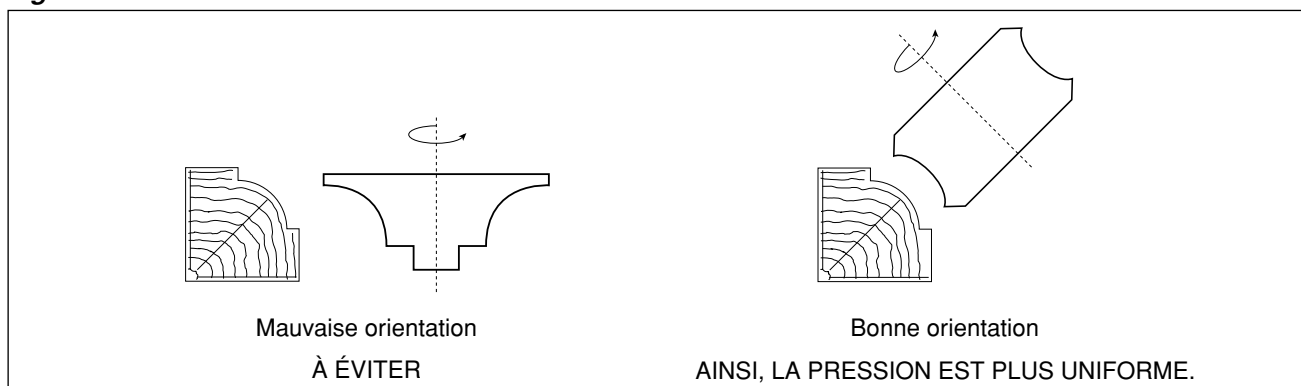 Mauvaise orientation
À ÉVITER
Bonne orientation
AINSI, LA PRESSION EST PLUS UNIFORME.